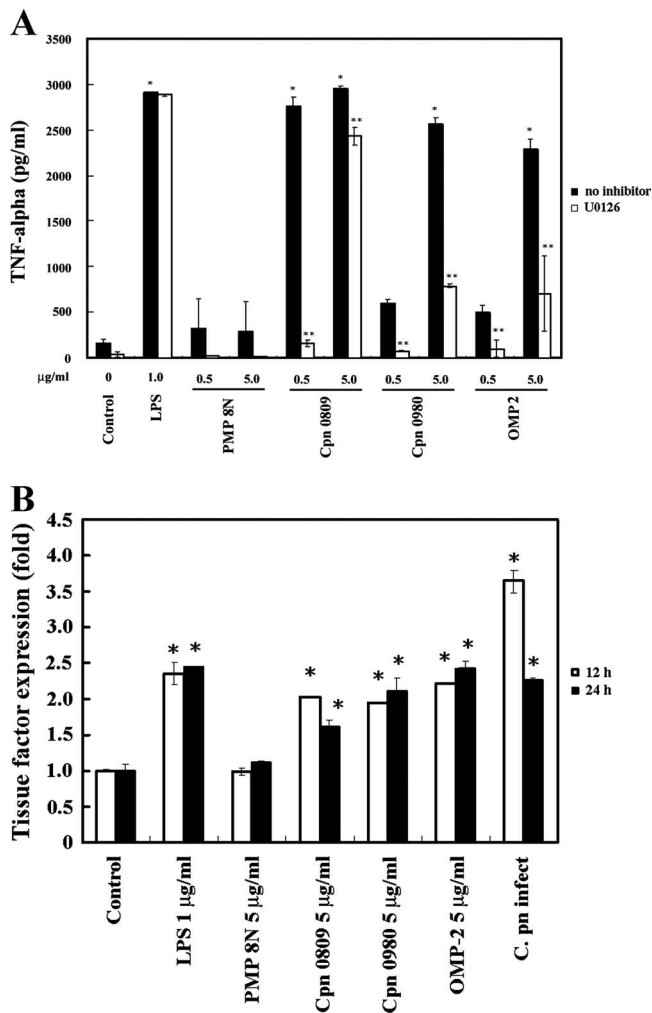 A
TNF-alpha (pg/ml)
3500
3000
2500
2000
1500
1000
500
0
* * * * *
** ** ** ** ** **
no inhibitor
U0126
μg/ml 0 1.0 0.5 5.0 0.5 5.0 0.5 5.0 0.5 5.0
Control
LPS
PMP 8N
Cpn 0809
Cpn 0980
OMP2
B
Tissue factor expression (fold)
4.5
4.0
3.5
3.0
2.5
2.0
1.5
1.0
0.5
0
* * * * * * * * * *
12 h
24 h
Control
LPS 1 μg/ml
PMP 8N 5 μg/ml
Cpn 0809 5 μg/ml
Cpn 0980 5 μg/ml
OMP-2 5 μg/ml
C. pn infect